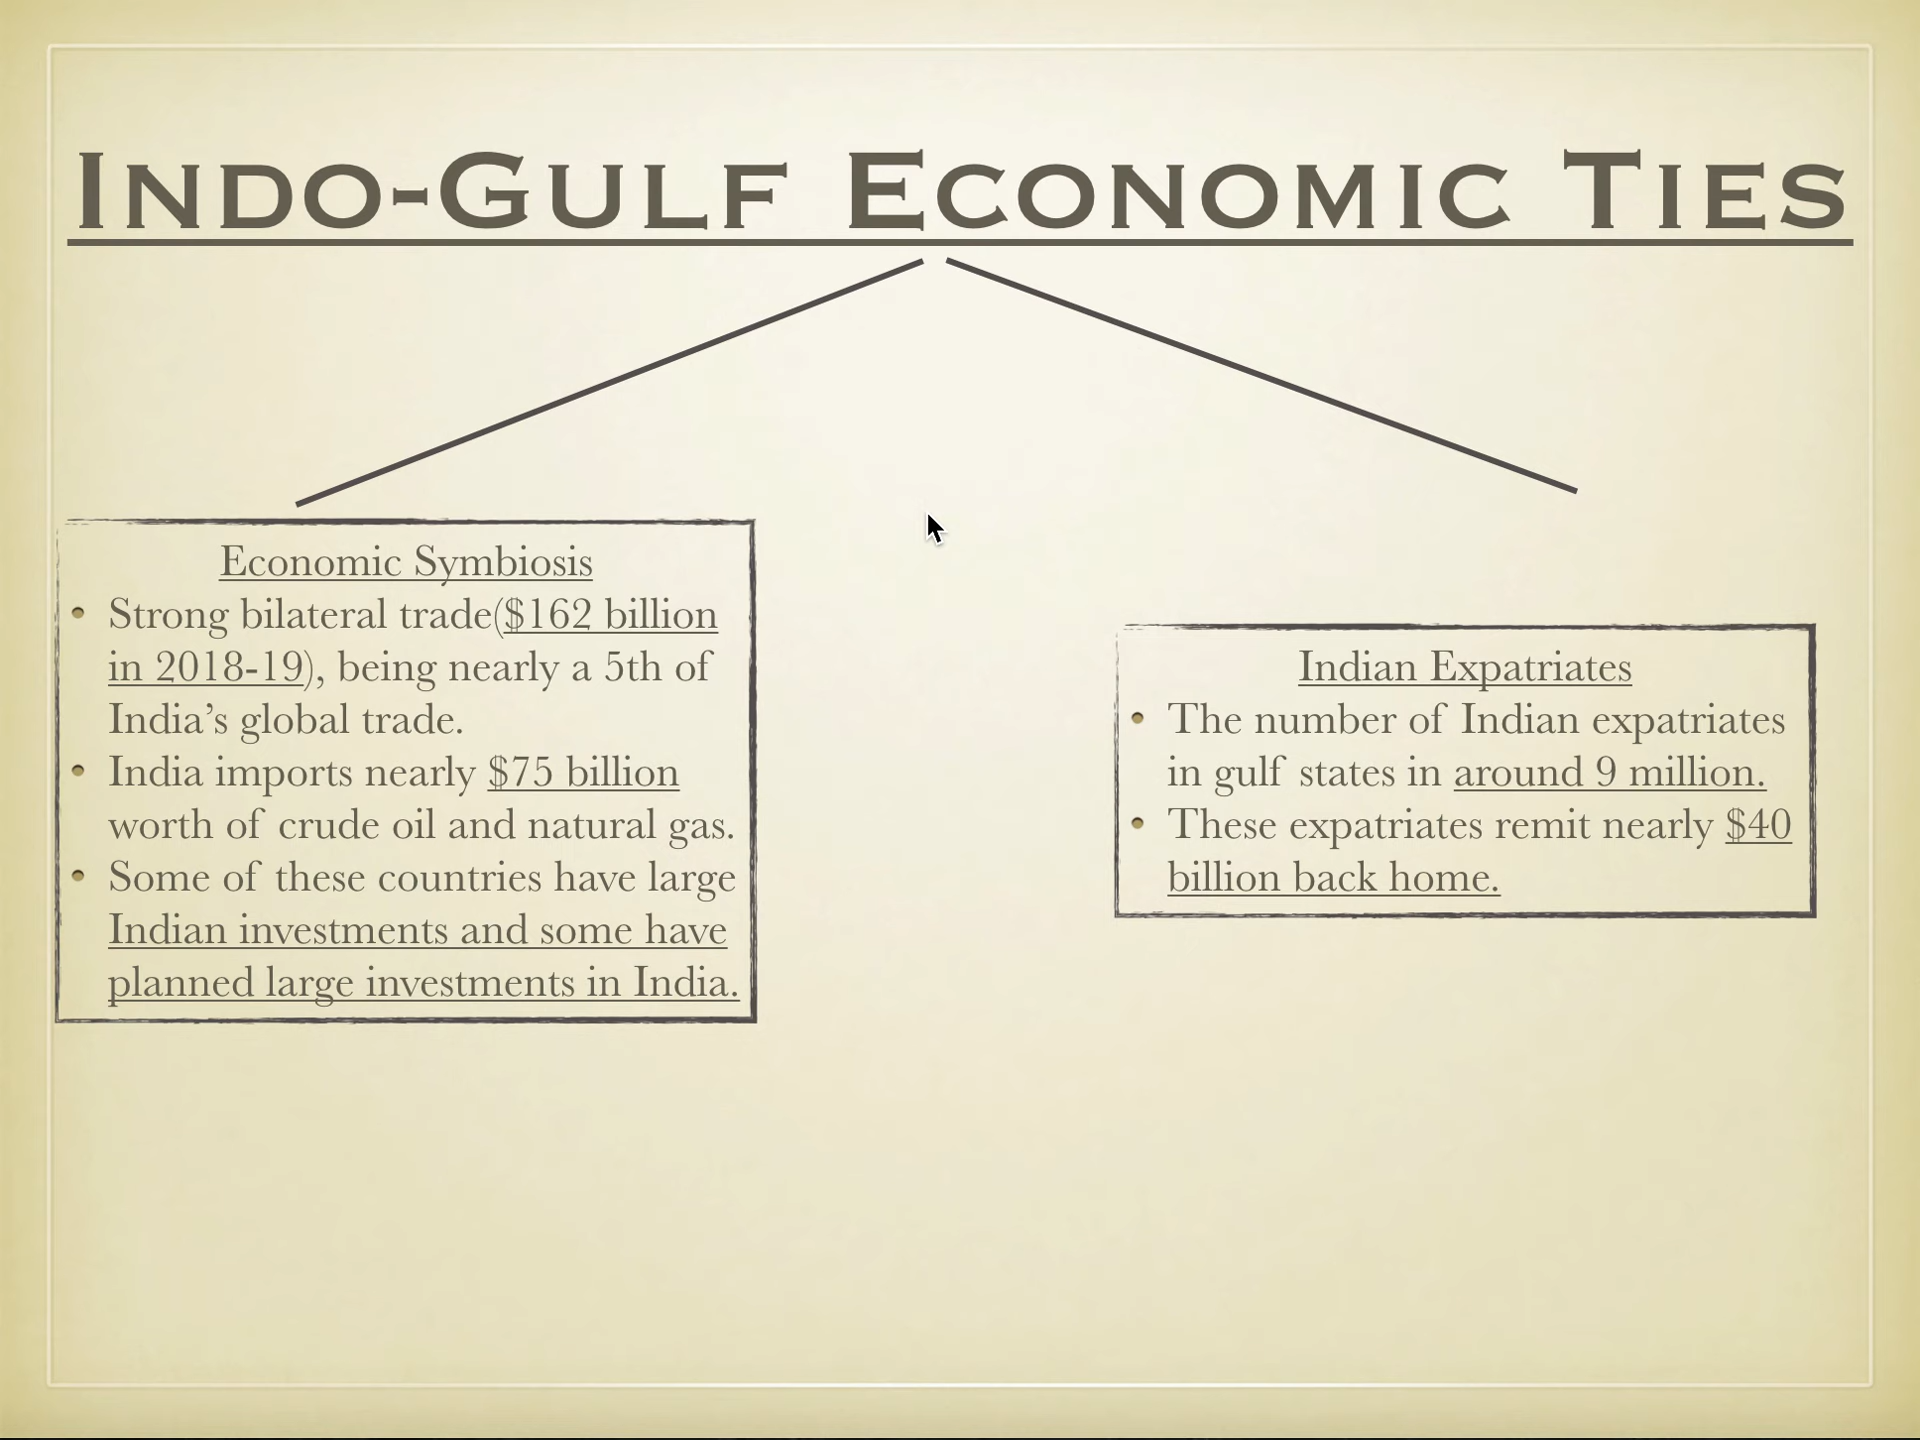 Indo-Gulf Economic Ties
Economic Symbiosis
• Strong bilateral trade($162 billion
in 2018-19), being nearly a 5th of
India’s global trade.
• India imports nearly $75 billion
worth of crude oil and natural gas.
• Some of these countries have large
Indian investments and some have
planned large investments in India.
Indian Expatriates
• The number of Indian expatriates
in gulf states in around 9 million.
• These expatriates remit nearly $40
billion back home.